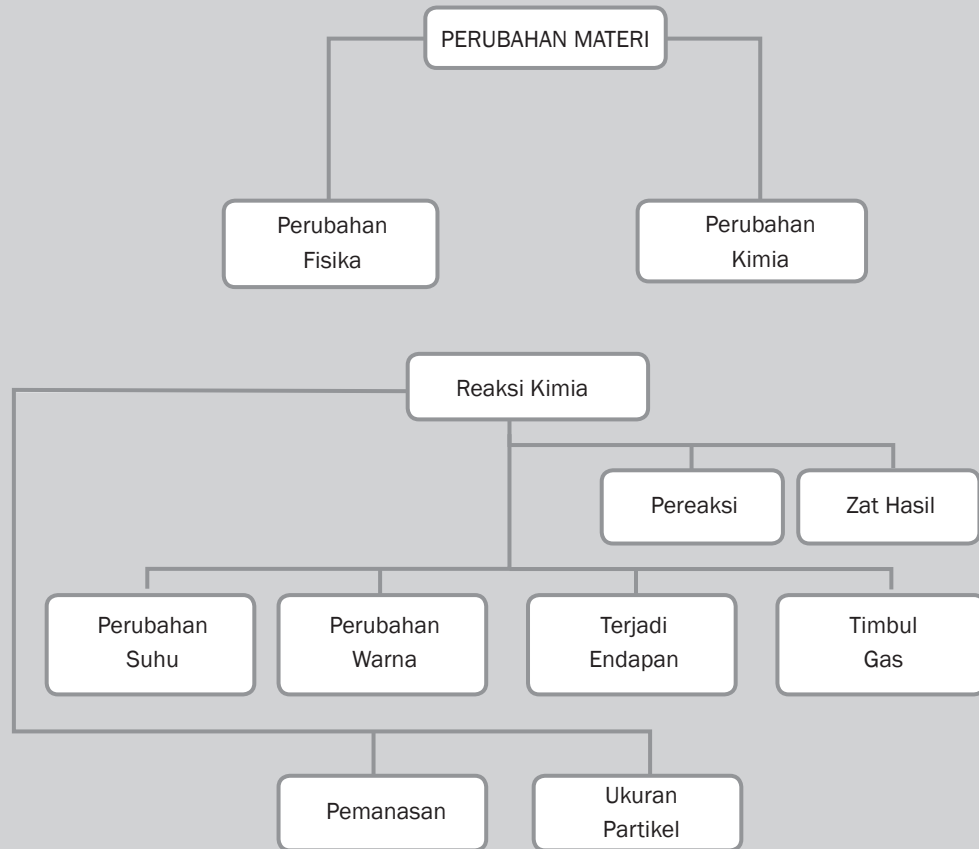 PERUBAHAN MATERI
Perubahan
Fisika
Perubahan
Kimia
Reaksi Kimia
Pereaksi
Zat Hasil
Perubahan
Suhu
Perubahan
Warna
Terjadi
Endapan
Timbul
Gas
Pemanasan
Ukuran
Partikel